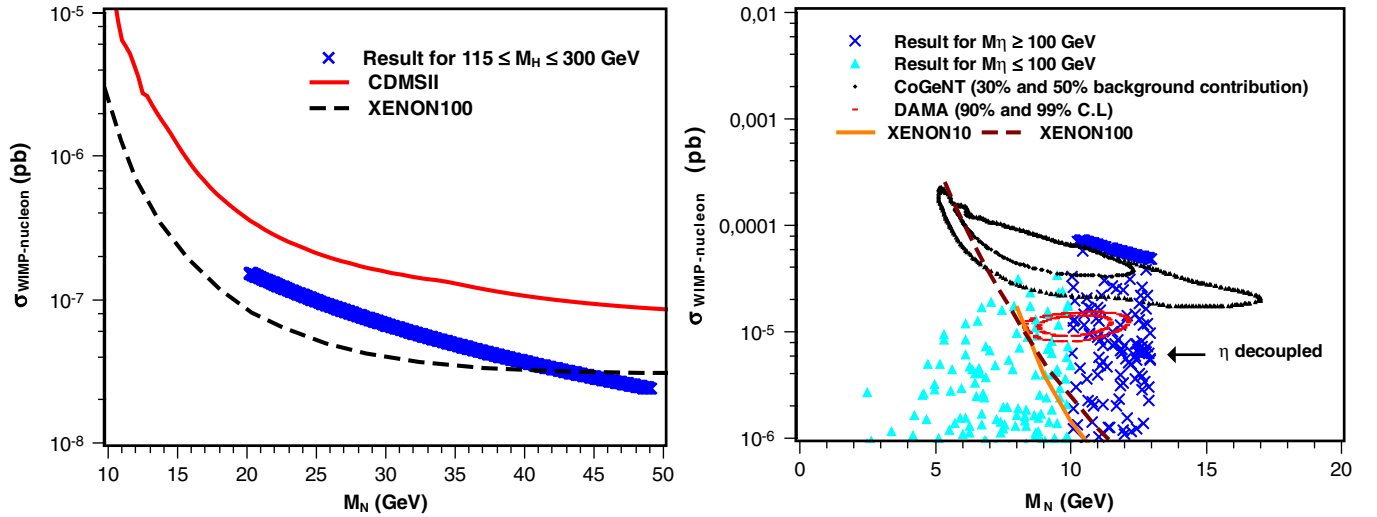 10-5
10-6
10-7
10-8
σWIMP-nucleon (pb)
Result for 115 ≤ MH ≤ 300 GeV
CDMSII
XENON100
10 15 20 25 30 35 40 45 50
MN (GeV)
0,01
0,001
0,0001
10-5
10-6
σWIMP-nucleon (pb)
Result for Mη ≥ 100 GeV
Result for Mη ≤ 100 GeV
CoGeNT (30% and 50% background contribution)
DAMA (90% and 99% C.L)
XENON10 XENON100
η decoupled
0 5 10 15 20
MN (GeV)